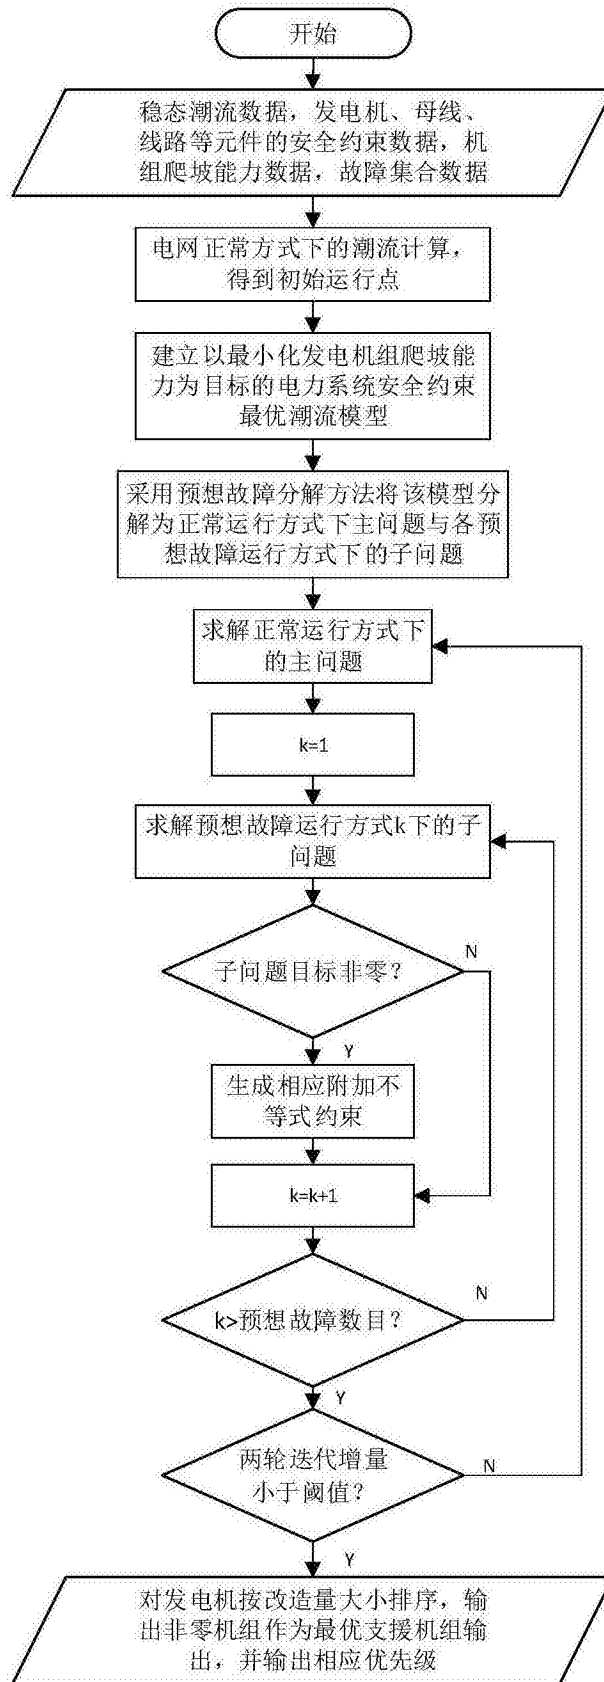 开始
稳态潮流数据，发电机、母线、
线路等元件的安全约束数据，机
组爬坡能力数据，故障集合数据
电网正常方式下的潮流计算，
得到初始运行点
建立以最小化发电机组爬坡能
力为目标的电力系统安全约束
最优潮流模型
采用预想故障分解方法将该模型分
解为正常运行方式下主问题与各预
想故障运行方式下的子问题
求解正常运行方式下
的主问题
k=1
求解预想故障运行方式k下的子
问题
子问题目标非零？
N
Y
生成相应附加不
等式约束
k=k+1
k>预想故障数目？
N
Y
两轮迭代增量
小于阈值？
N
Y
对发电机按改造量大小排序，输
出非零机组作为最优支援机组输
出，并输出相应优先级